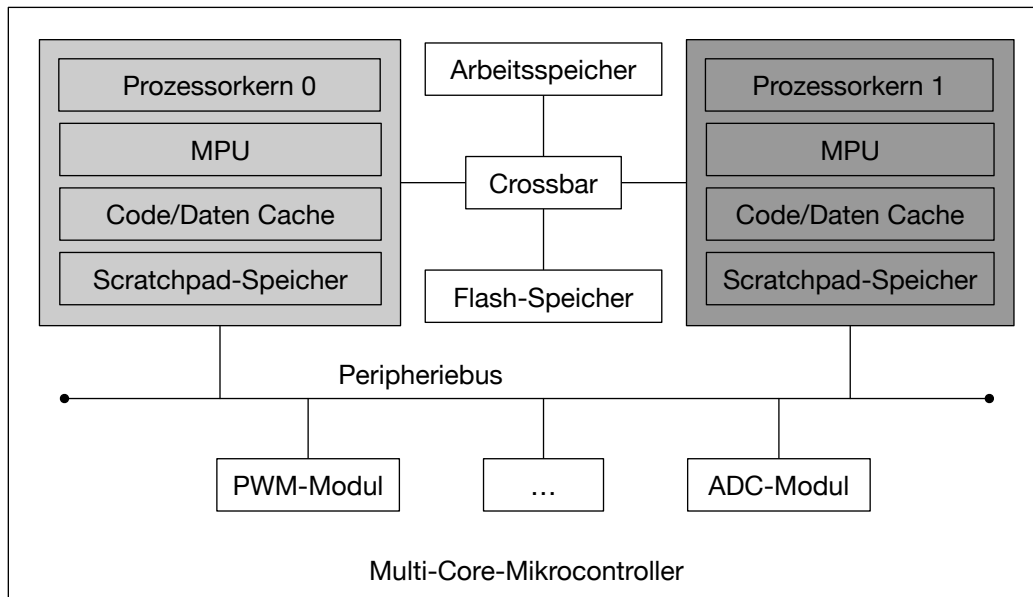 Prozessorkern 0
MPU
Code/Daten Cache
Scratchpad-Speicher
Arbeitsspeicher
Crossbar
Flash-Speicher
Prozessorkern 1
MPU
Code/Daten Cache
Scratchpad-Speicher
Peripheriebus
PWM-Modul
...
ADC-Modul
Multi-Core-Mikrocontroller